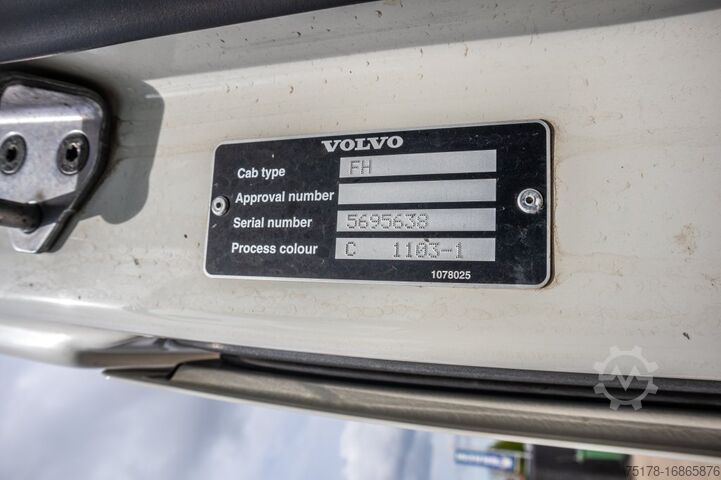 VOLVO
Cab type FH
Approval number
Serial number 5695638
Process colour C 1103-1
1078025
75178-16865876